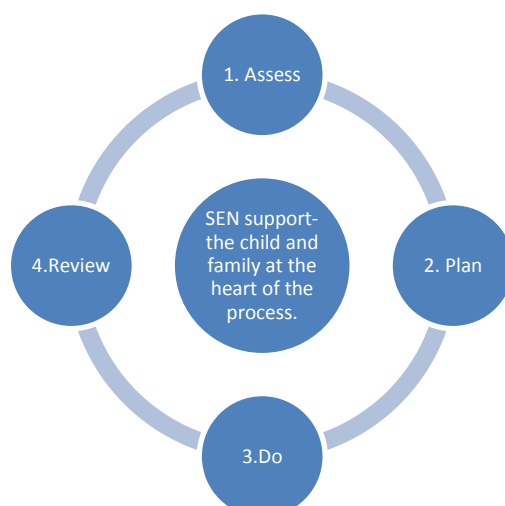 1. Assess
SEN support-
the child and
family at the
heart of the
process.
4.Review
2. Plan
3.Do